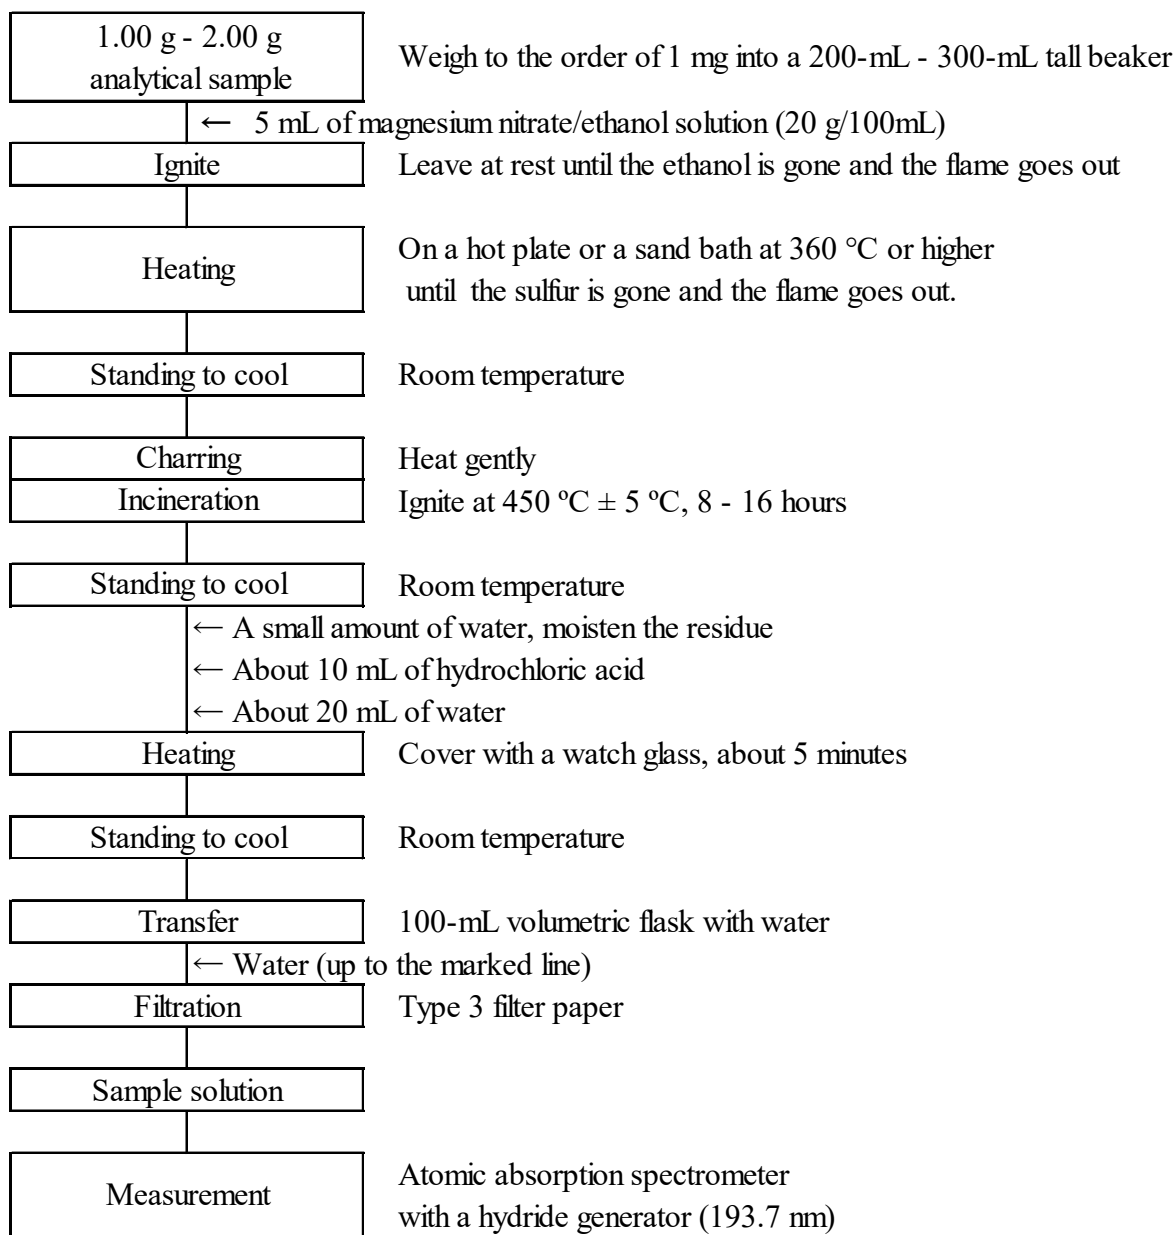 1.00 g - 2.00 g
analytical sample
Weigh to the order of 1 mg into a 200-mL - 300-mL tall beaker
← 5 mL of magnesium nitrate/ethanol solution (20 g/100mL)
Ignite
Leave at rest until the ethanol is gone and the flame goes out
Heating
On a hot plate or a sand bath at 360 °C or higher
until the sulfur is gone and the flame goes out.
Standing to cool
Room temperature
Charring
Heat gently
Incineration
Ignite at 450 ºC ± 5 ºC, 8 - 16 hours
Standing to cool
Room temperature
← A small amount of water, moisten the residue
← About 10 mL of hydrochloric acid
← About 20 mL of water
Heating
Cover with a watch glass, about 5 minutes
Standing to cool
Room temperature
Transfer
100-mL volumetric flask with water
← Water (up to the marked line)
Filtration
Type 3 filter paper
Sample solution
Measurement
Atomic absorption spectrometer
with a hydride generator (193.7 nm)